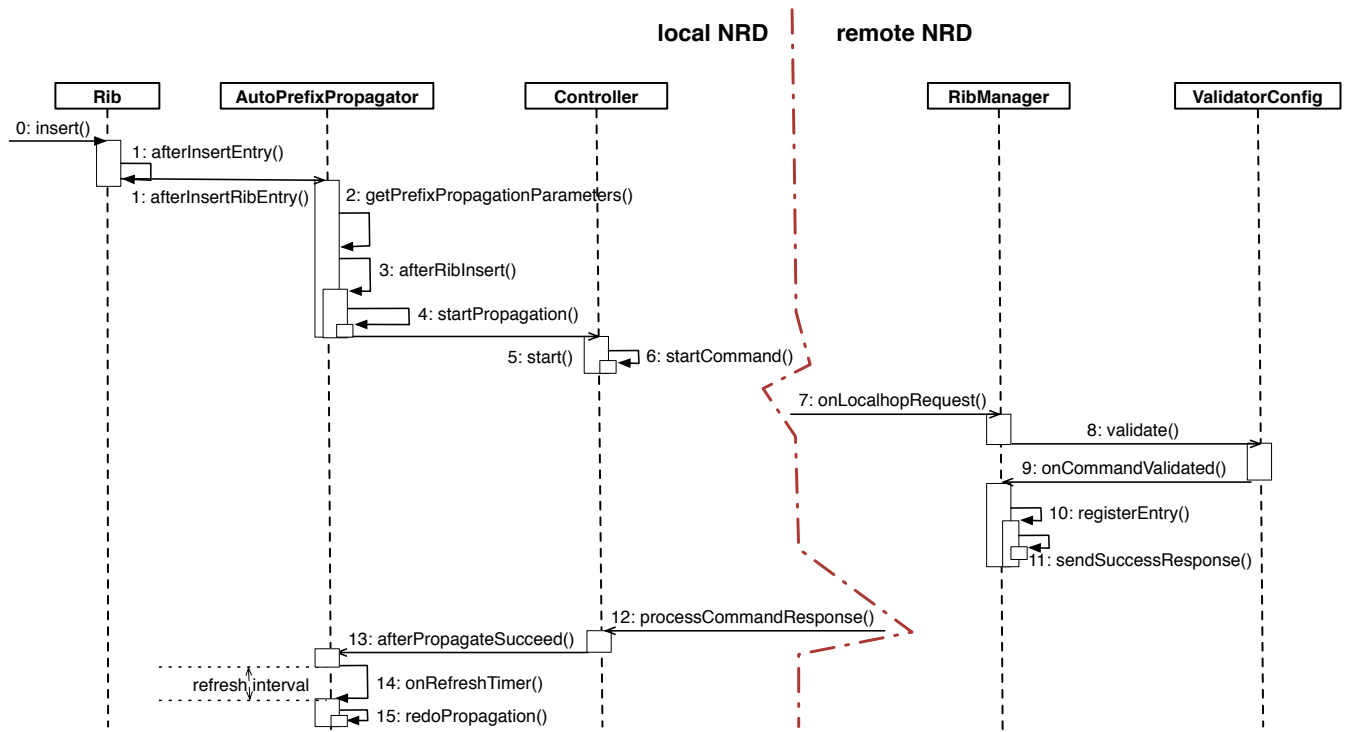 local NRD
remote NRD
Rib
AutoPrefixPropagator
Controller
RibManager
ValidatorConfig
0: insert()
1: afterInsertEntry()
1: afterInsertRibEntry()
2: getPrefixPropagationParameters()
3: afterRibInsert()
4: startPropagation()
5: start()
6: startCommand()
7: onLocalhopRequest()
8: validate()
9: onCommandValidated()
10: registerEntry()
11: sendSuccessResponse()
12: processCommandResponse()
13: afterPropagateSucceed()
refresh interval
14: onRefreshTimer()
15: redoPropagation()